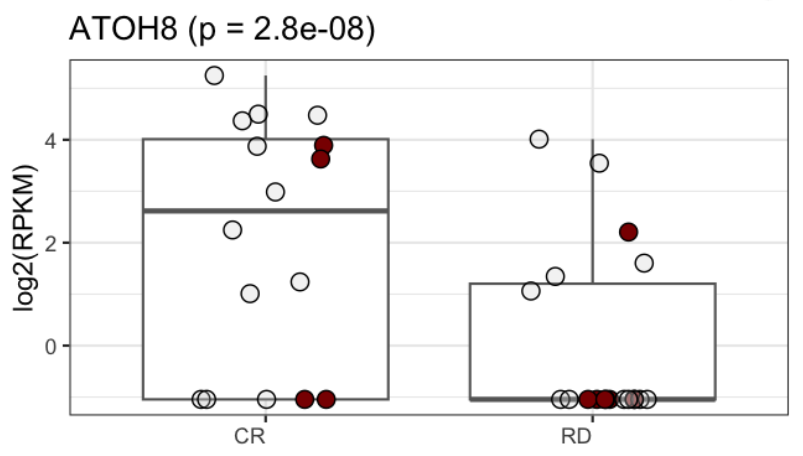 ATOH8 (p = 2.8e-08)
log2(RPKM)
4
2
0
CR RD